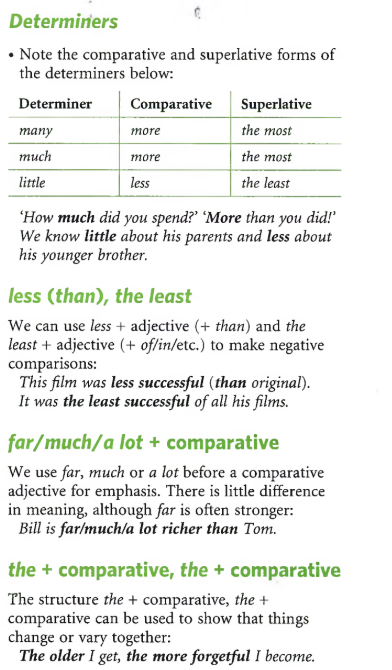 Determiners
• Note the comparative and superlative forms of
the determiners below:
Determiner Comparative Superlative
many more the most
much more the most
little less the least
‘How much did you spend?’ ‘More than you did!’
We know little about his parents and less about
his younger brother.
less (than), the least
We can use less + adjective (+ than) and the
least + adjective (+ of/in/etc.) to make negative
comparisons:
This film was less successful (than original).
It was the least successful of all his films.
far/much/a lot + comparative
We use far, much or a lot before a comparative
adjective for emphasis. There is little difference
in meaning, although far is often stronger:
Bill is far/much/a lot richer than Tom.
the + comparative, the + comparative
The structure the + comparative, the +
comparative can be used to show that things
change or vary together:
The older I get, the more forgetful I become.